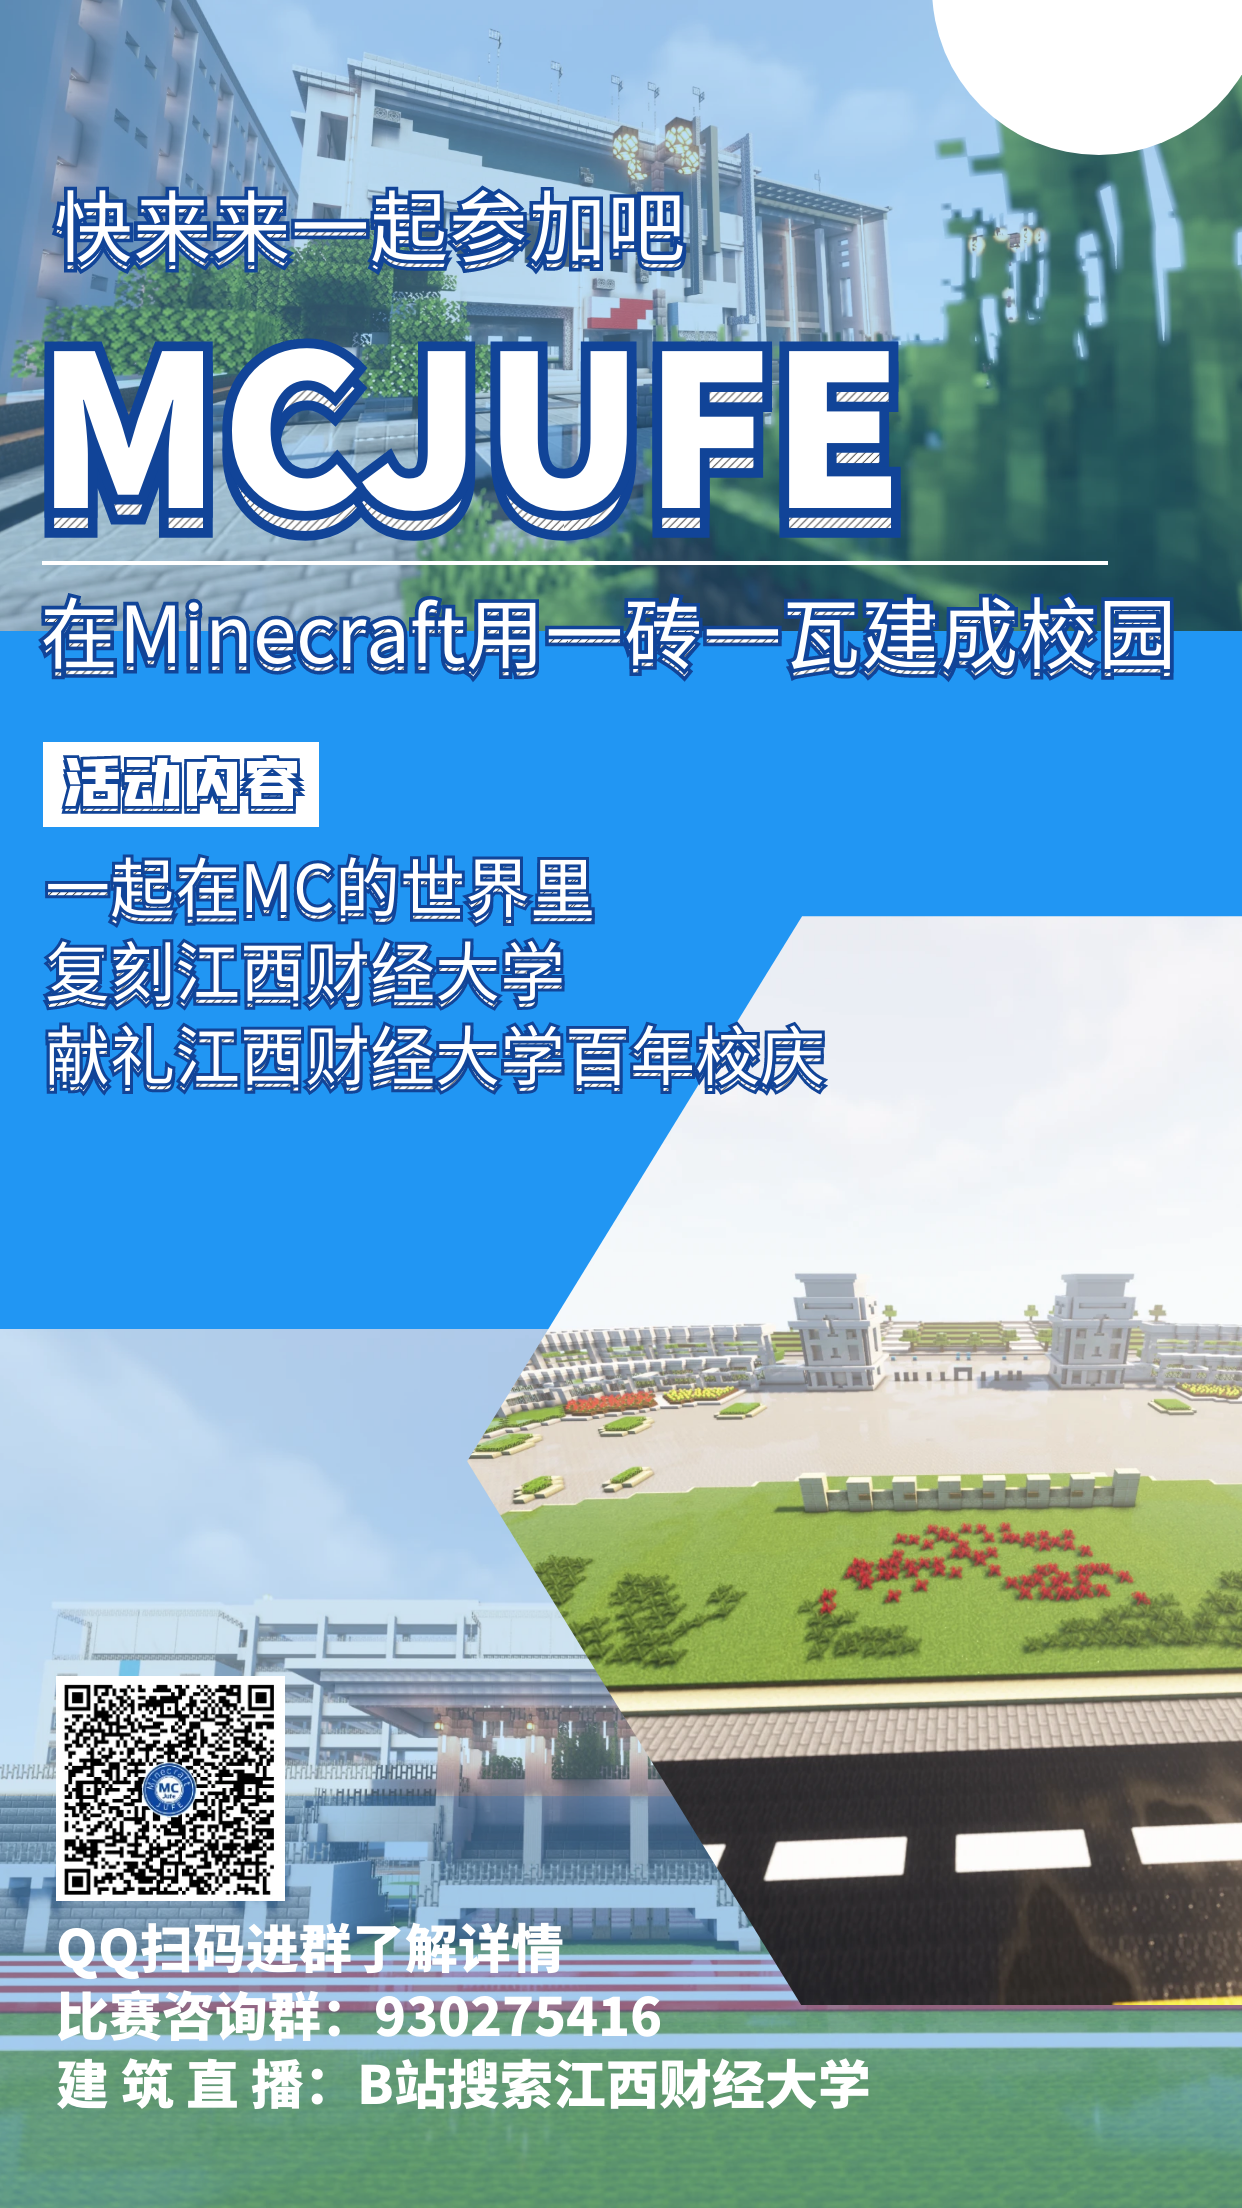 快来来一起参加吧
MCJUFE
在Minecraft用一砖一瓦建成校园
活动内容
一起在MC的世界里
复刻江西财经大学
献礼江西财经大学百年校庆
Minecraft
MC
Jufe
JUFE
QQ扫码进群了解详情
比赛咨询群：930275416
建 筑 直 播：B站搜索江西财经大学